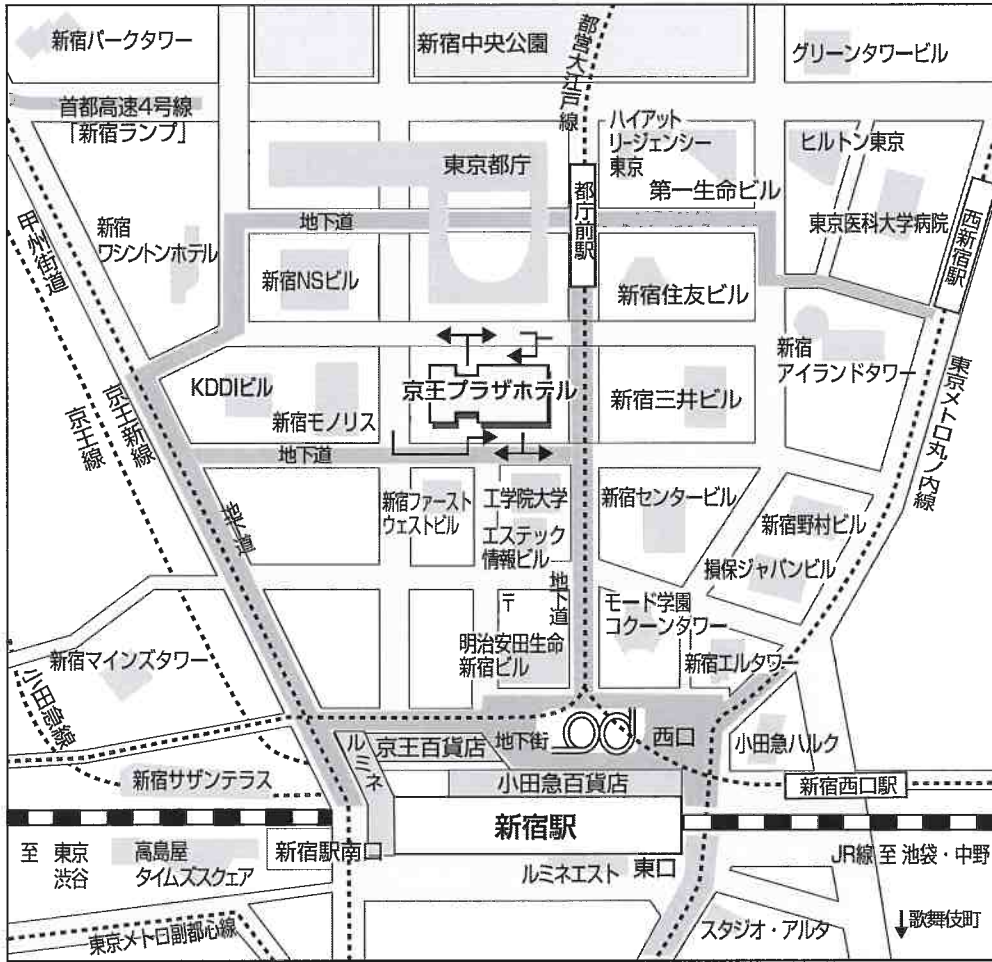 新宿パークタワー
新宿中央公園
都営大江戸線
グリーンタワービル
首都高速4号線
「新宿ランプ」
ハイアット
リージェンシー
東京
ヒルトン東京
東京都庁
第一生命ビル
都庁前駅
東京医科大学病院
西新宿駅
甲州街道
新宿
ワシントンホテル
地下道
新宿NSビル
新宿住友ビル
新宿
アイランドタワー
京王新線
京王線
KDDIビル
新宿モノリス
京王プラザホテル
新宿三井ビル
東京メトロ丸ノ内線
地下道
地下道
新宿ファースト
ウェストビル
工学院大学
エステック
情報ビル
新宿センタービル
新宿野村ビル
損保ジャパンビル
地下道
〒
モード学園
コクーンタワー
明治安田生命
新宿ビル
新宿エルタワー
新宿マインズタワー
小田急線
ルミネ
京王百貨店
地下街
西口
小田急ハルク
新宿サザンテラス
小田急百貨店
新宿西口駅
新宿駅
至 東京
渋谷
高島屋
タイムズスクェア
新宿駅南口
ルミネエスト
東口
JR線 至 池袋・中野
東京メトロ副都心線
スタジオ・アルタ
↓歌舞伎町